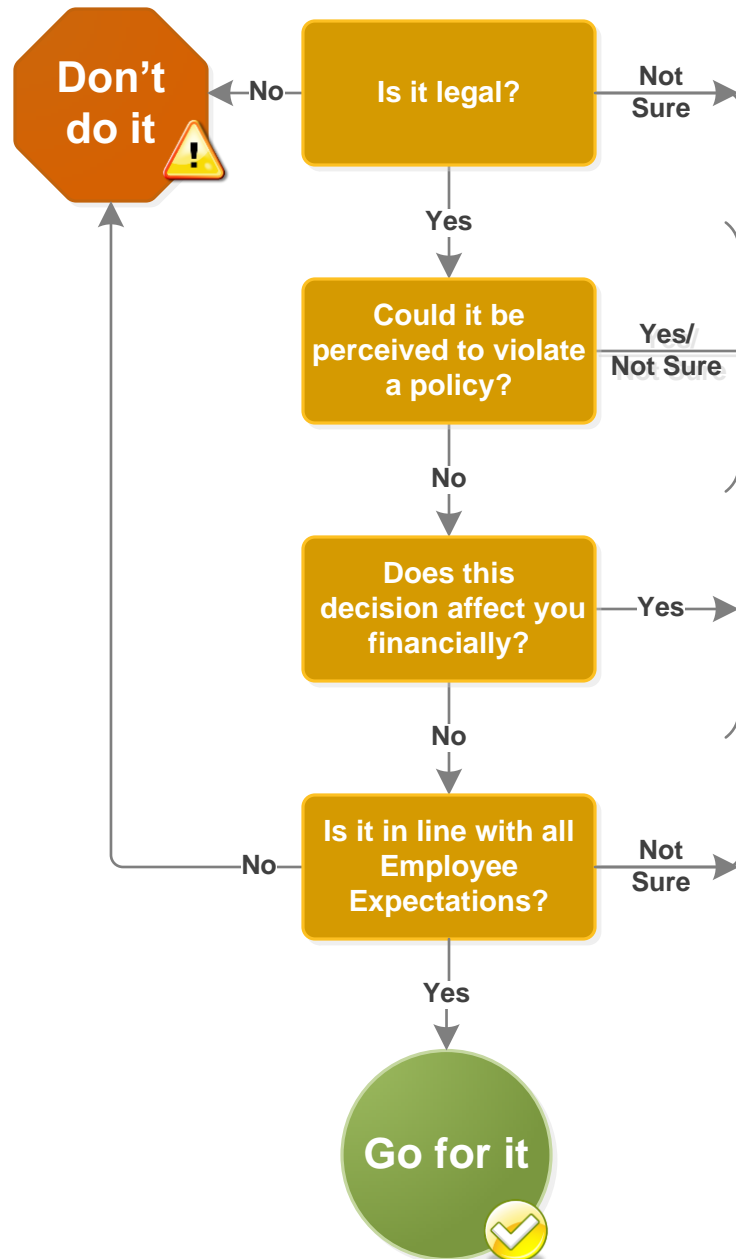 Don't
do it
No
Is it legal?
Not
Sure
Yes
Could it be
perceived to violate
a policy?
Yes/
Not Sure
No
Does this
decision affect you
financially?
Yes
No
Is it in line with all
Employee
Expectations?
No
Not
Sure
Yes
Go for it